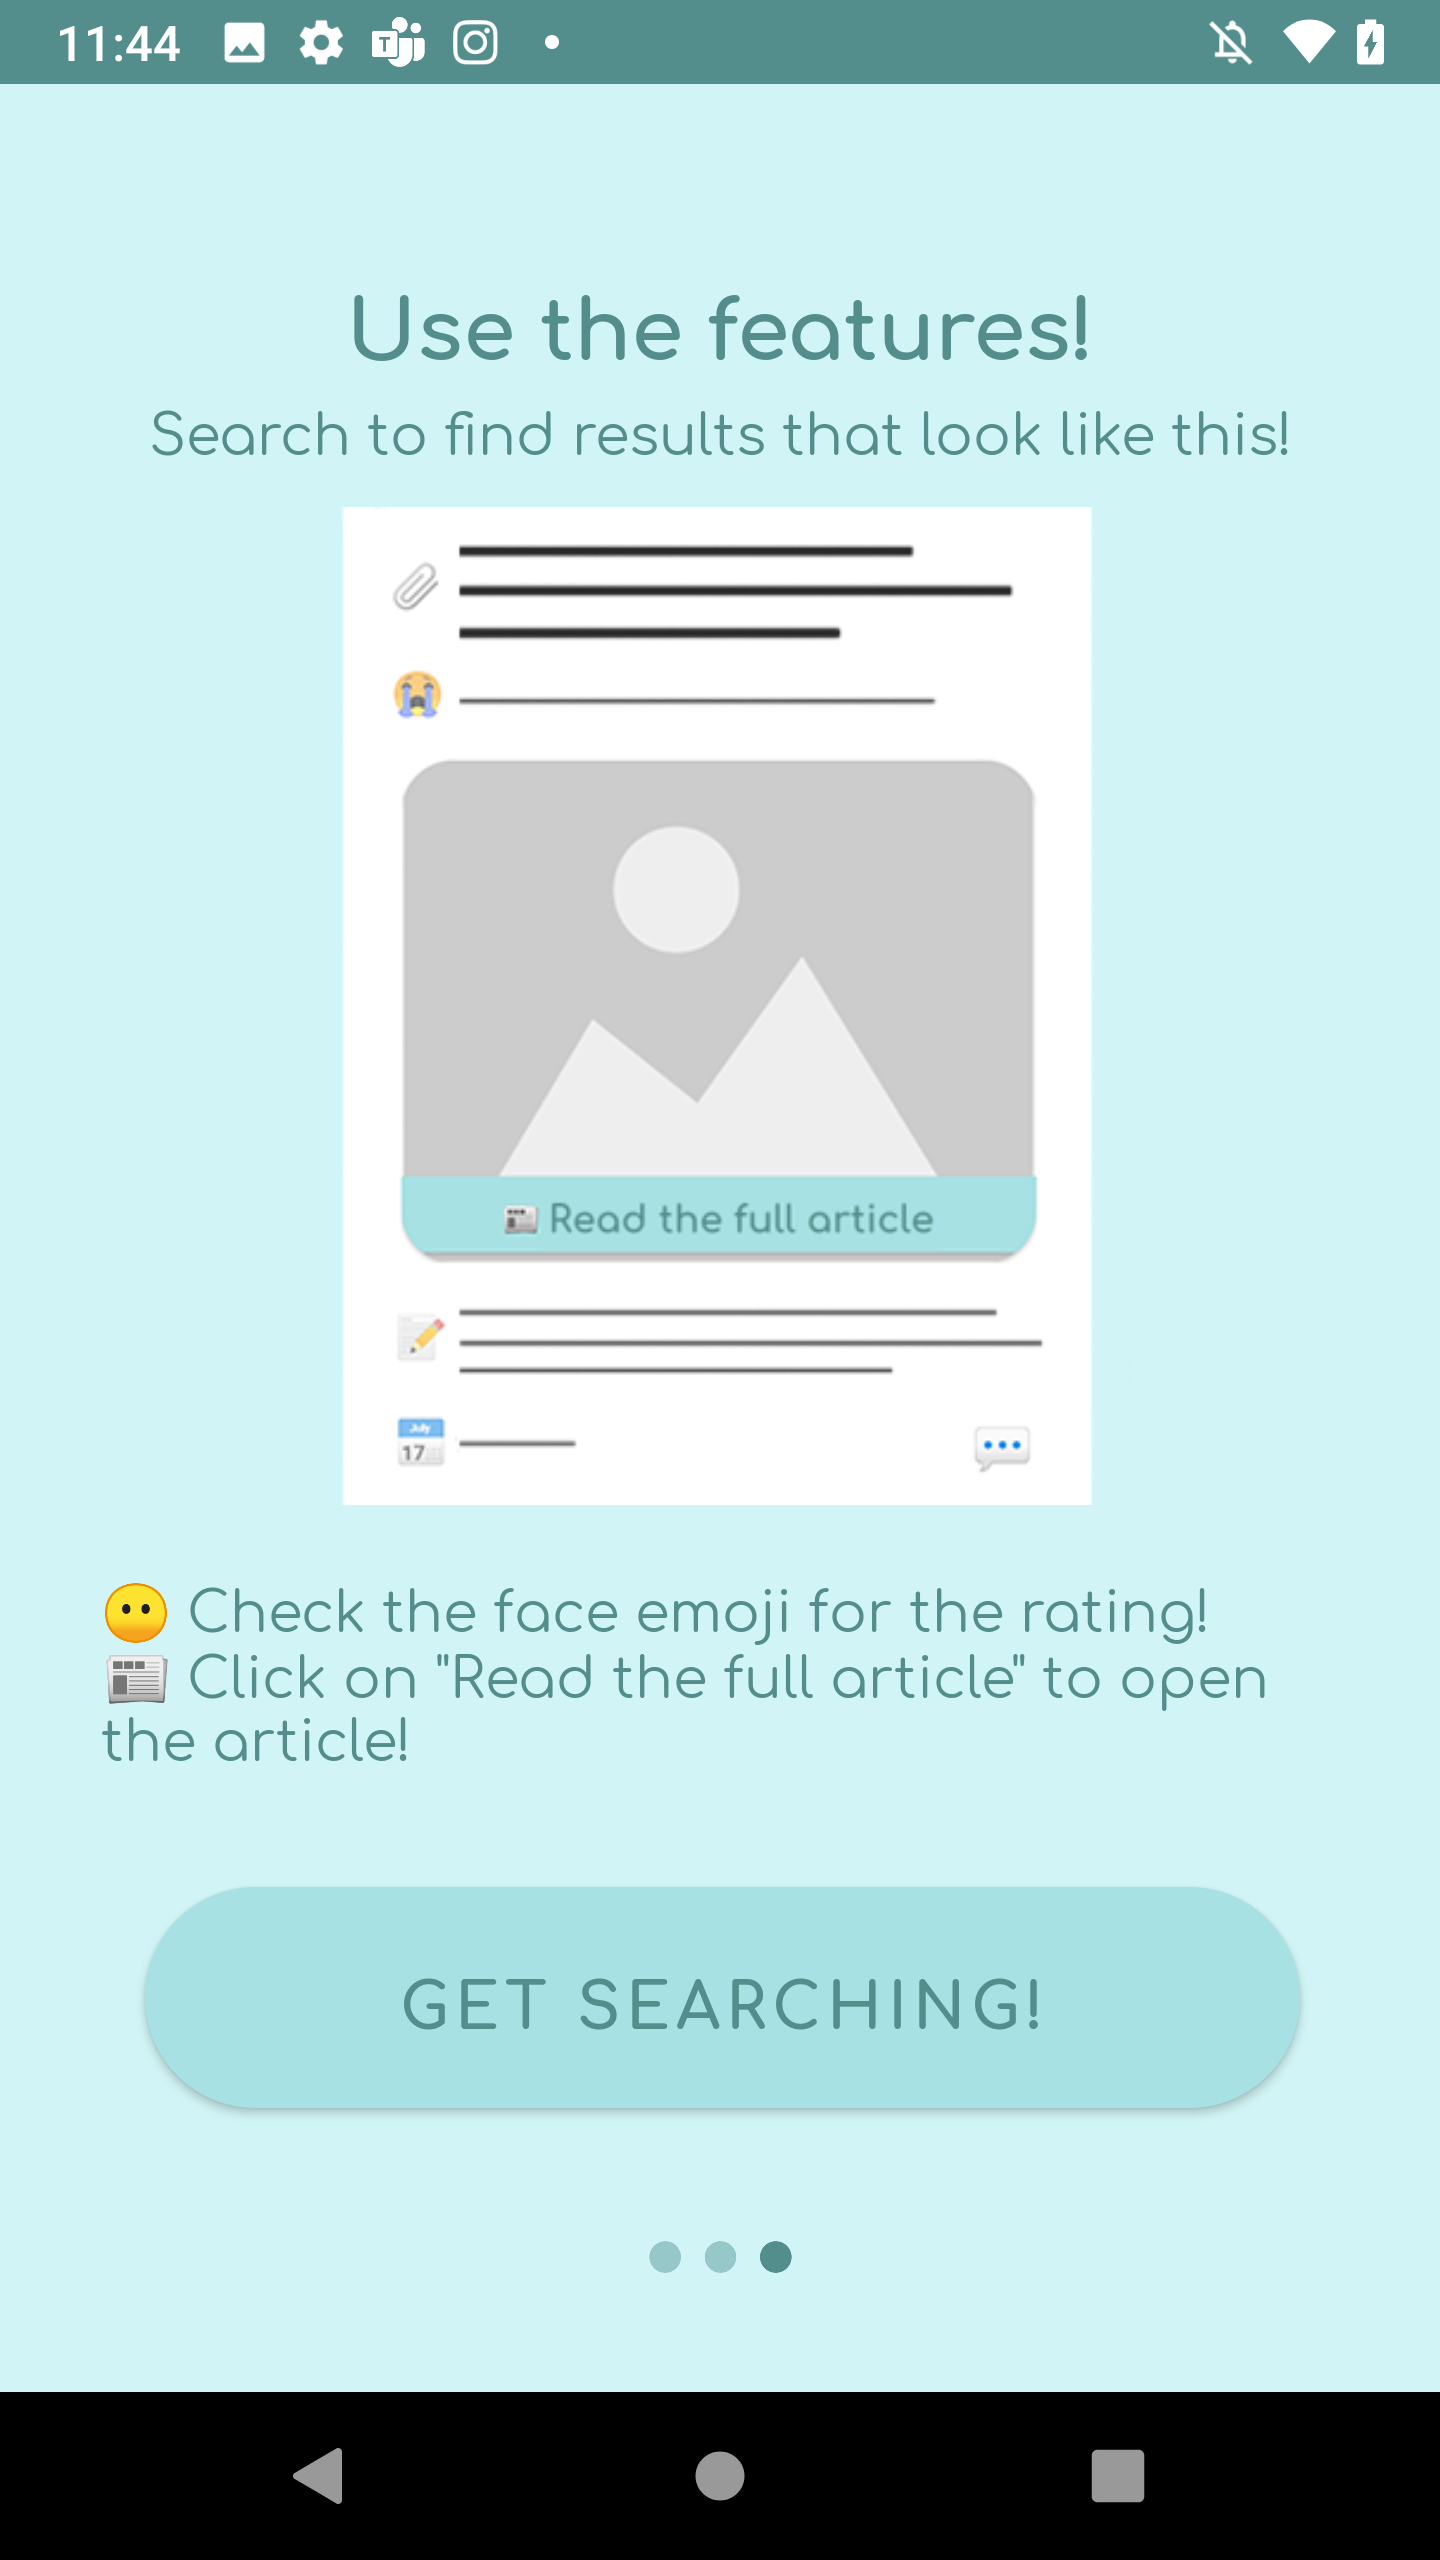 11:44
Use the features!
Search to find results that look like this!
📰 Read the full article
July
17
😶 Check the face emoji for the rating!
📰 Click on "Read the full article" to open
the article!
GET SEARCHING!